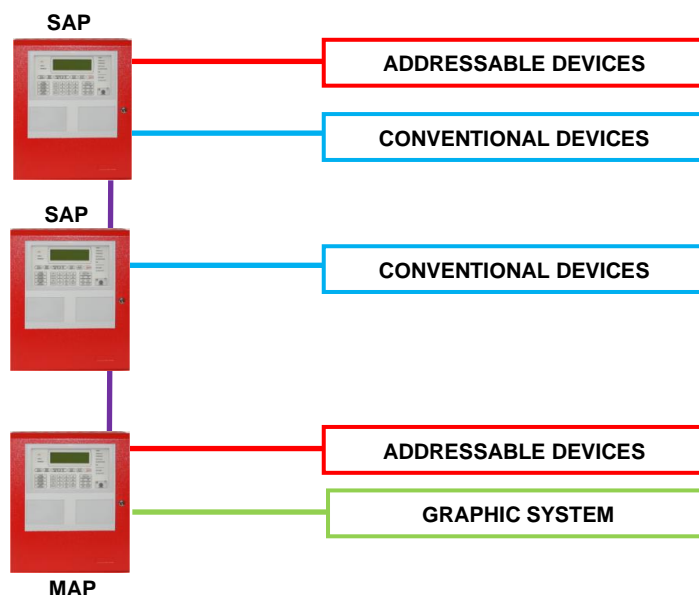 SAP
ADDRESSABLE DEVICES
CONVENTIONAL DEVICES
SAP
CONVENTIONAL DEVICES
ADDRESSABLE DEVICES
GRAPHIC SYSTEM
MAP